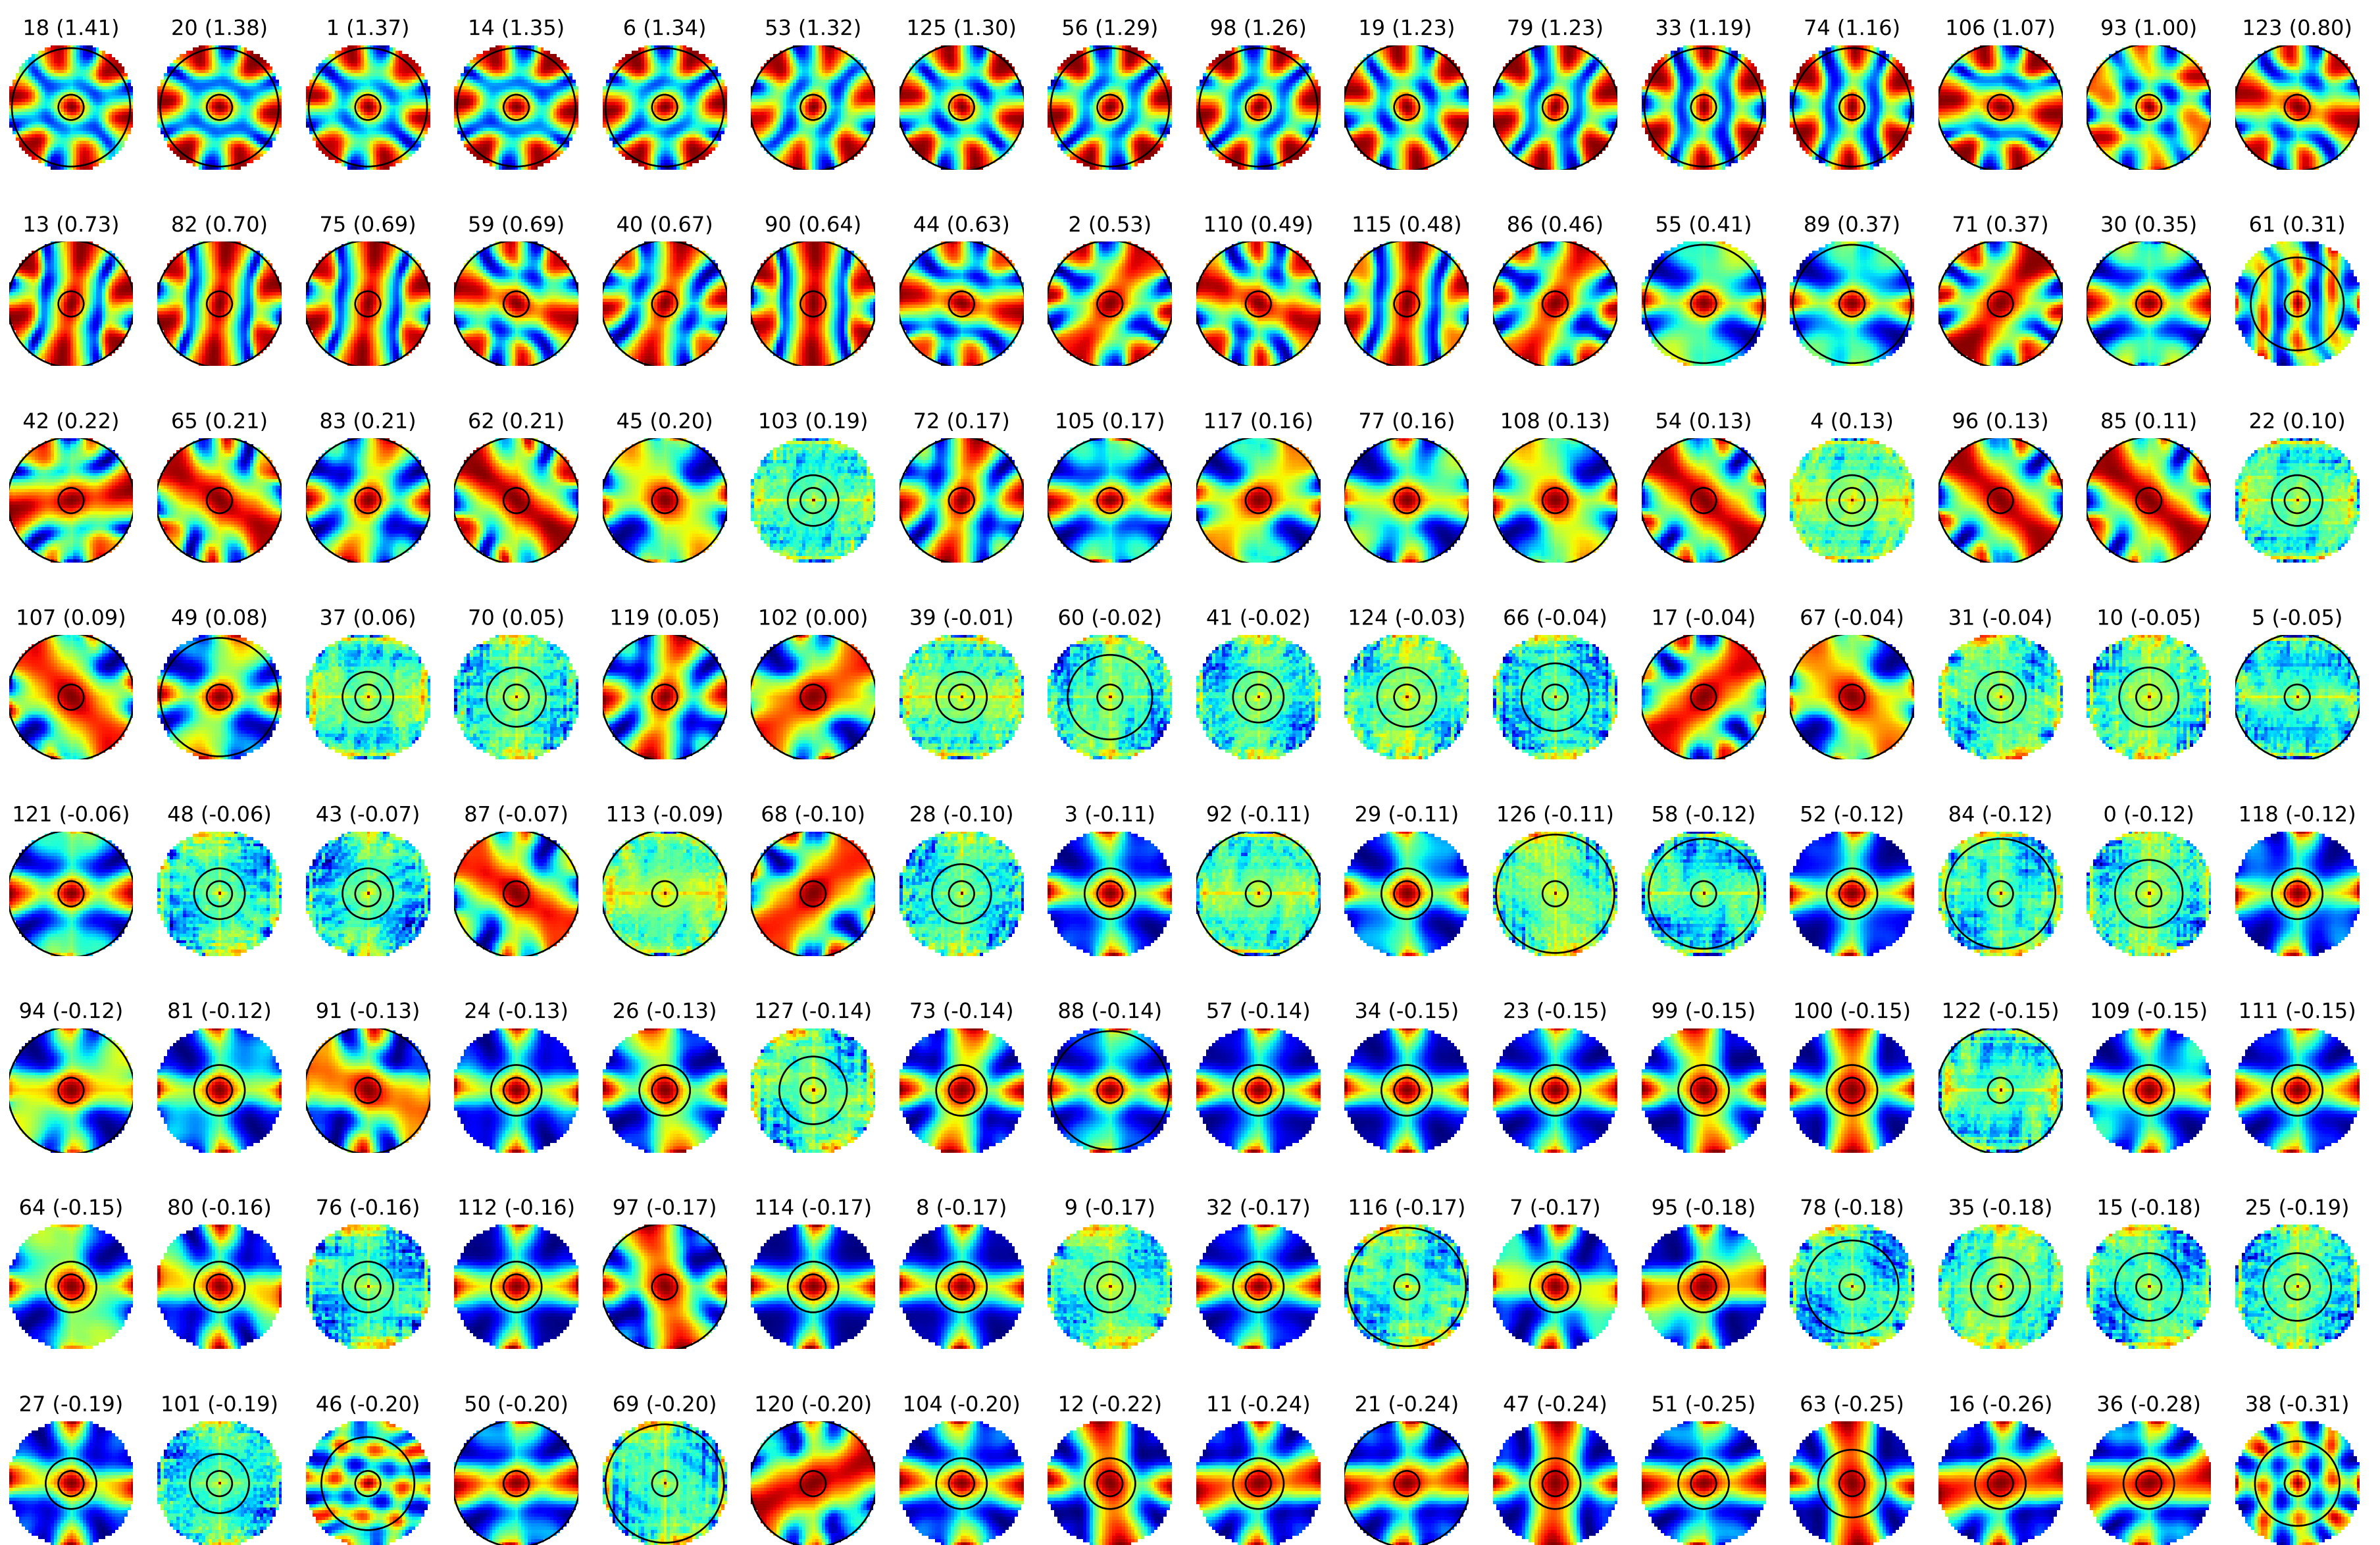 18 (1.41) 20 (1.38) 1 (1.37) 14 (1.35) 6 (1.34) 53 (1.32) 125 (1.30) 56 (1.29) 98 (1.26) 19 (1.23) 79 (1.23) 33 (1.19) 74 (1.16) 106 (1.07) 93 (1.00) 123 (0.80)
13 (0.73) 82 (0.70) 75 (0.69) 59 (0.69) 40 (0.67) 90 (0.64) 44 (0.63) 2 (0.53) 110 (0.49) 115 (0.48) 86 (0.46) 55 (0.41) 89 (0.37) 71 (0.37) 30 (0.35) 61 (0.31)
42 (0.22) 65 (0.21) 83 (0.21) 62 (0.21) 45 (0.20) 103 (0.19) 72 (0.17) 105 (0.17) 117 (0.16) 77 (0.16) 108 (0.13) 54 (0.13) 4 (0.13) 96 (0.13) 85 (0.11) 22 (0.10)
107 (0.09) 49 (0.08) 37 (0.06) 70 (0.05) 119 (0.05) 102 (0.00) 39 (-0.01) 60 (-0.02) 41 (-0.02) 124 (-0.03) 66 (-0.04) 17 (-0.04) 67 (-0.04) 31 (-0.04) 10 (-0.05) 5 (-0.05)
121 (-0.06) 48 (-0.06) 43 (-0.07) 87 (-0.07) 113 (-0.09) 68 (-0.10) 28 (-0.10) 3 (-0.11) 92 (-0.11) 29 (-0.11) 126 (-0.11) 58 (-0.12) 52 (-0.12) 84 (-0.12) 0 (-0.12) 118 (-0.12)
94 (-0.12) 81 (-0.12) 91 (-0.13) 24 (-0.13) 26 (-0.13) 127 (-0.14) 73 (-0.14) 88 (-0.14) 57 (-0.14) 34 (-0.15) 23 (-0.15) 99 (-0.15) 100 (-0.15) 122 (-0.15) 109 (-0.15) 111 (-0.15)
64 (-0.15) 80 (-0.16) 76 (-0.16) 112 (-0.16) 97 (-0.17) 114 (-0.17) 8 (-0.17) 9 (-0.17) 32 (-0.17) 116 (-0.17) 7 (-0.17) 95 (-0.18) 78 (-0.18) 35 (-0.18) 15 (-0.18) 25 (-0.19)
27 (-0.19) 101 (-0.19) 46 (-0.20) 50 (-0.20) 69 (-0.20) 120 (-0.20) 104 (-0.20) 12 (-0.22) 11 (-0.24) 21 (-0.24) 47 (-0.24) 51 (-0.25) 63 (-0.25) 16 (-0.26) 36 (-0.28) 38 (-0.31)